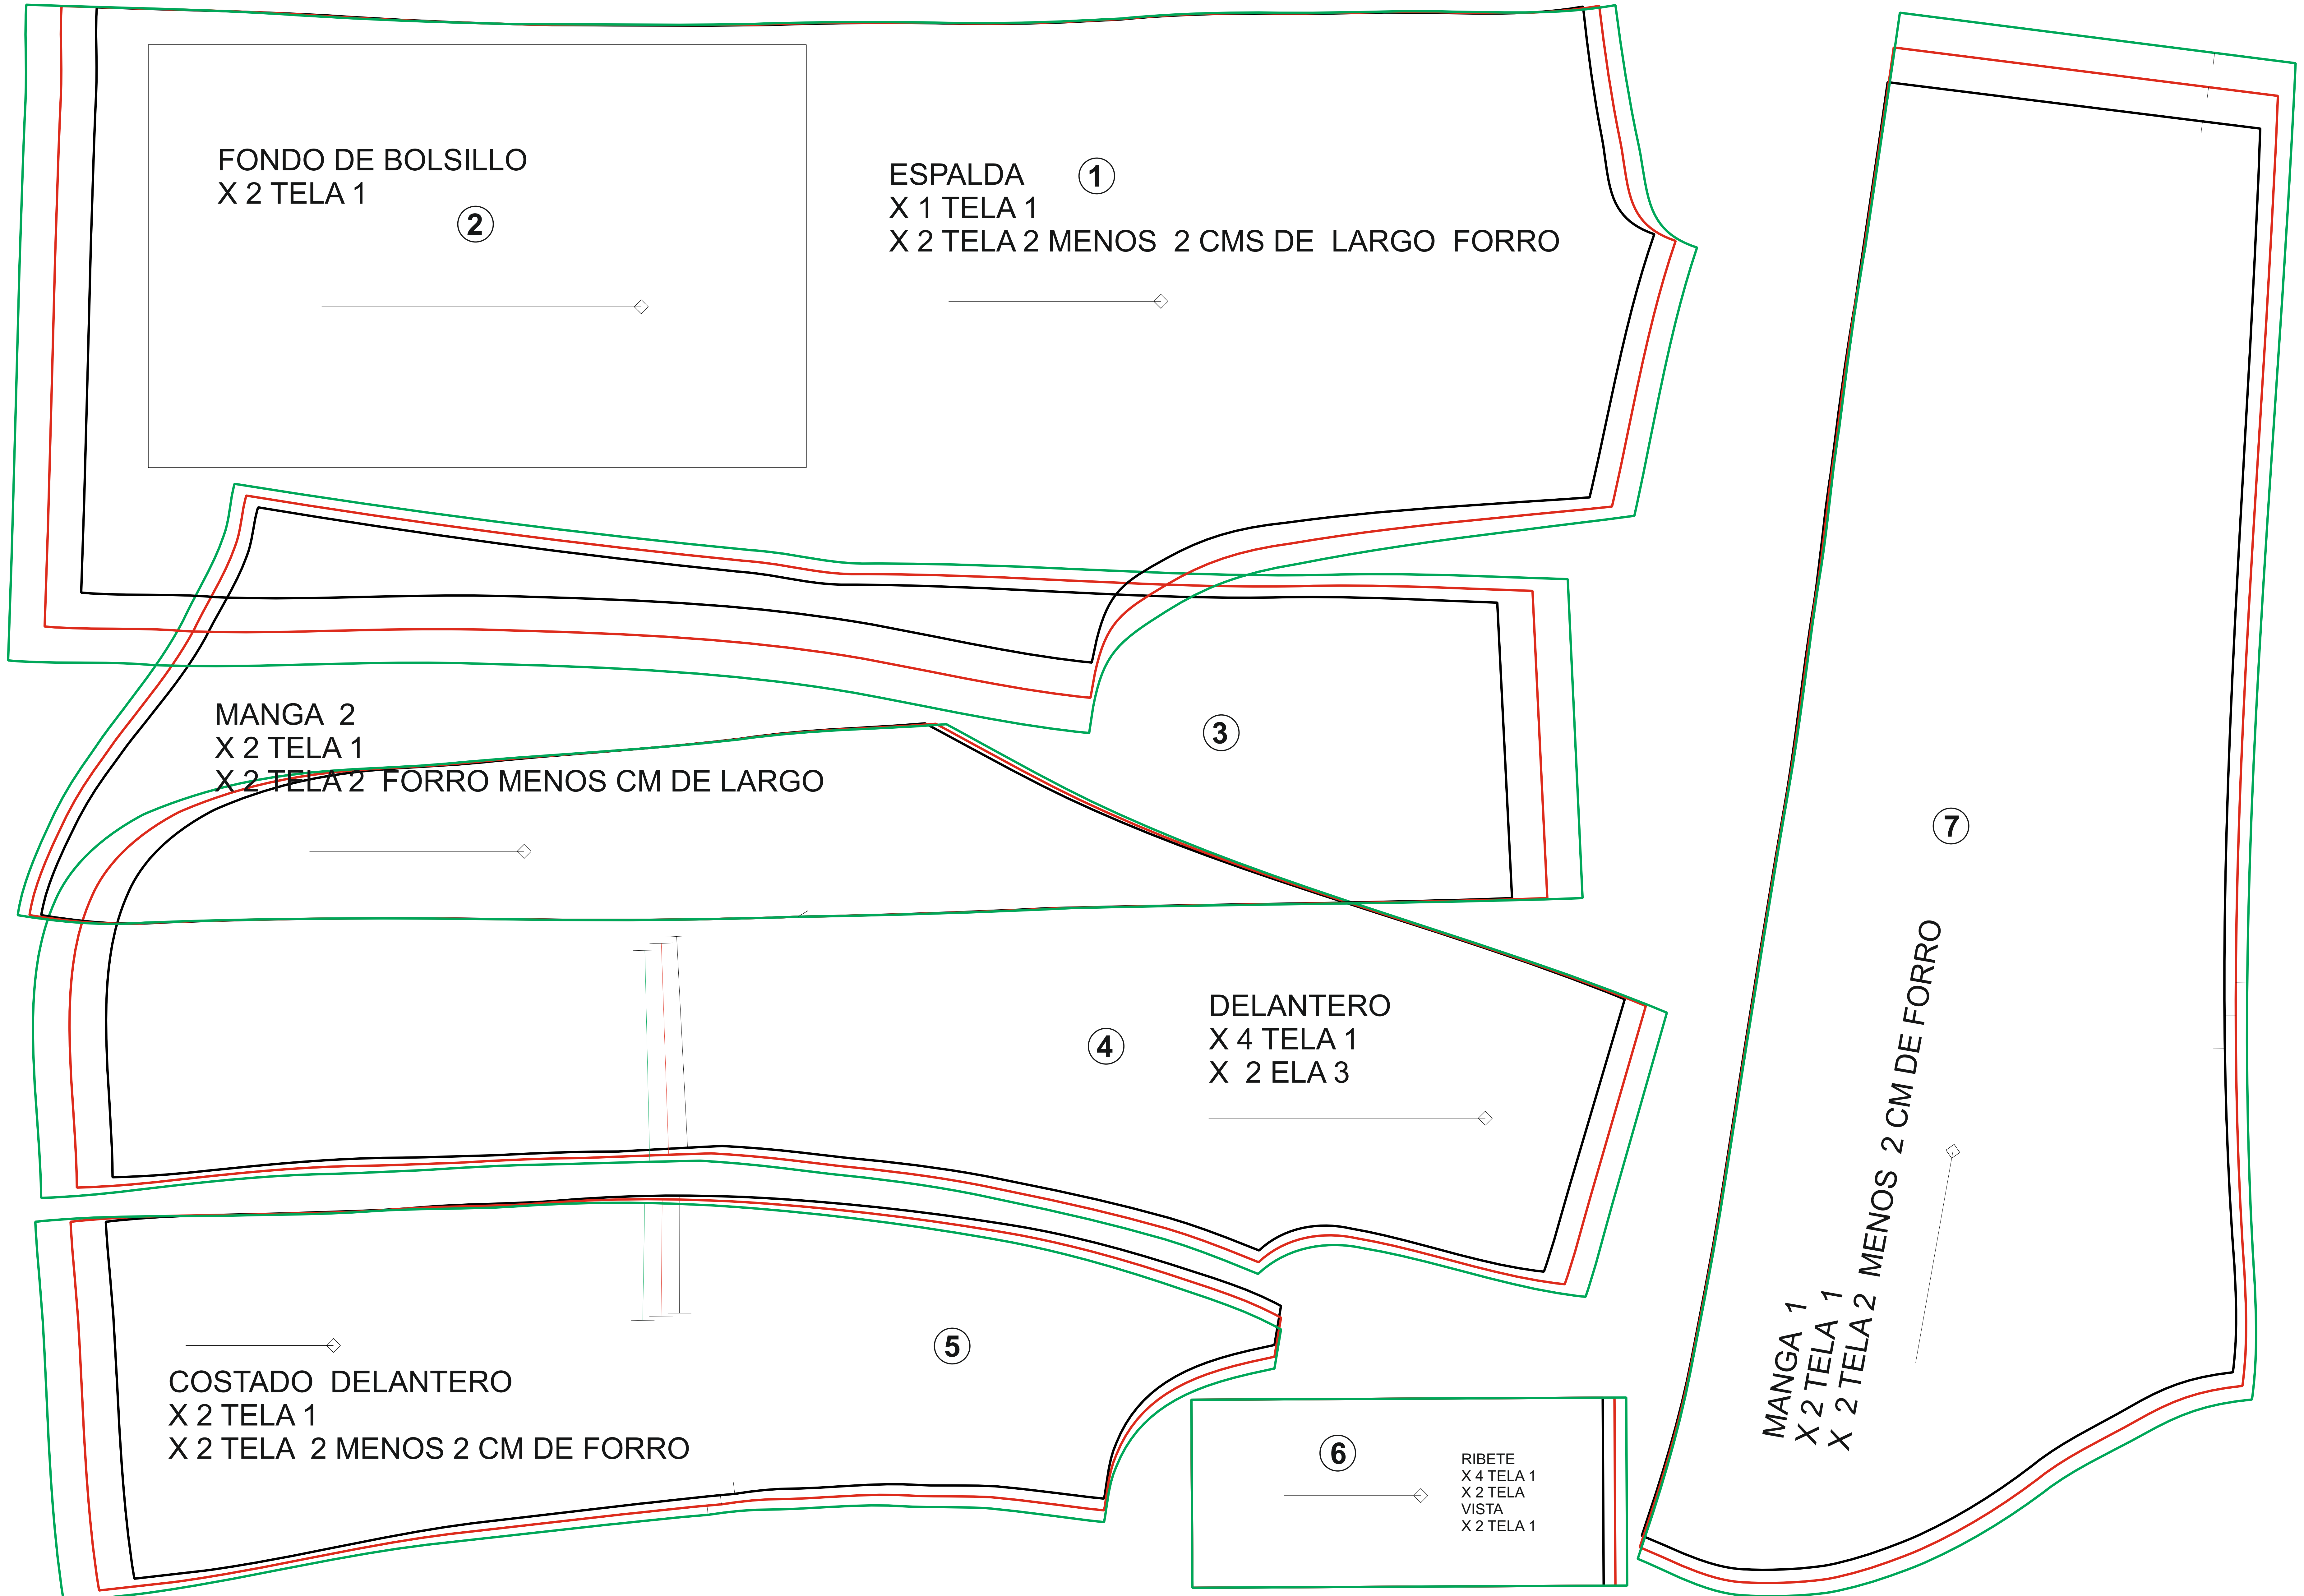 FONDO DE BOLSILLO
X 2 TELA 1
2
ESPALDA
1
X 1 TELA 1
X 2 TELA 2 MENOS 2 CMS DE LARGO FORRO
MANGA 2
X 2 TELA 1
X 2 TELA 2 FORRO MENOS CM DE LARGO
3
DELANTERO
X 4 TELA 1
X 2 ELA 3
4
COSTADO DELANTERO
X 2 TELA 1
X 2 TELA 2 MENOS 2 CM DE FORRO
5
6
RIBETE
X 4 TELA 1
X 2 TELA
VISTA
X 2 TELA 1
7
MANGA 1
X 2 TELA 1
X 2 TELA 2 MENOS 2 CM DE FORRO